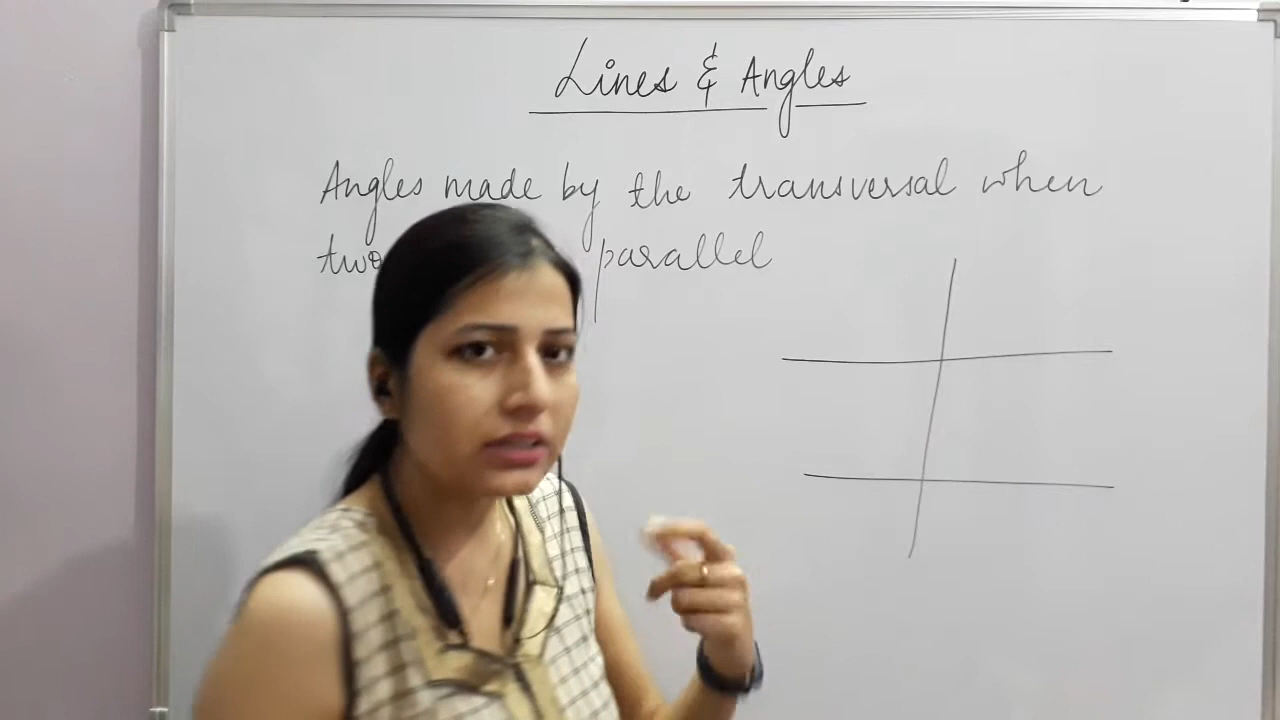 Lines & Angles
Angles made by the transversal when
two parallel